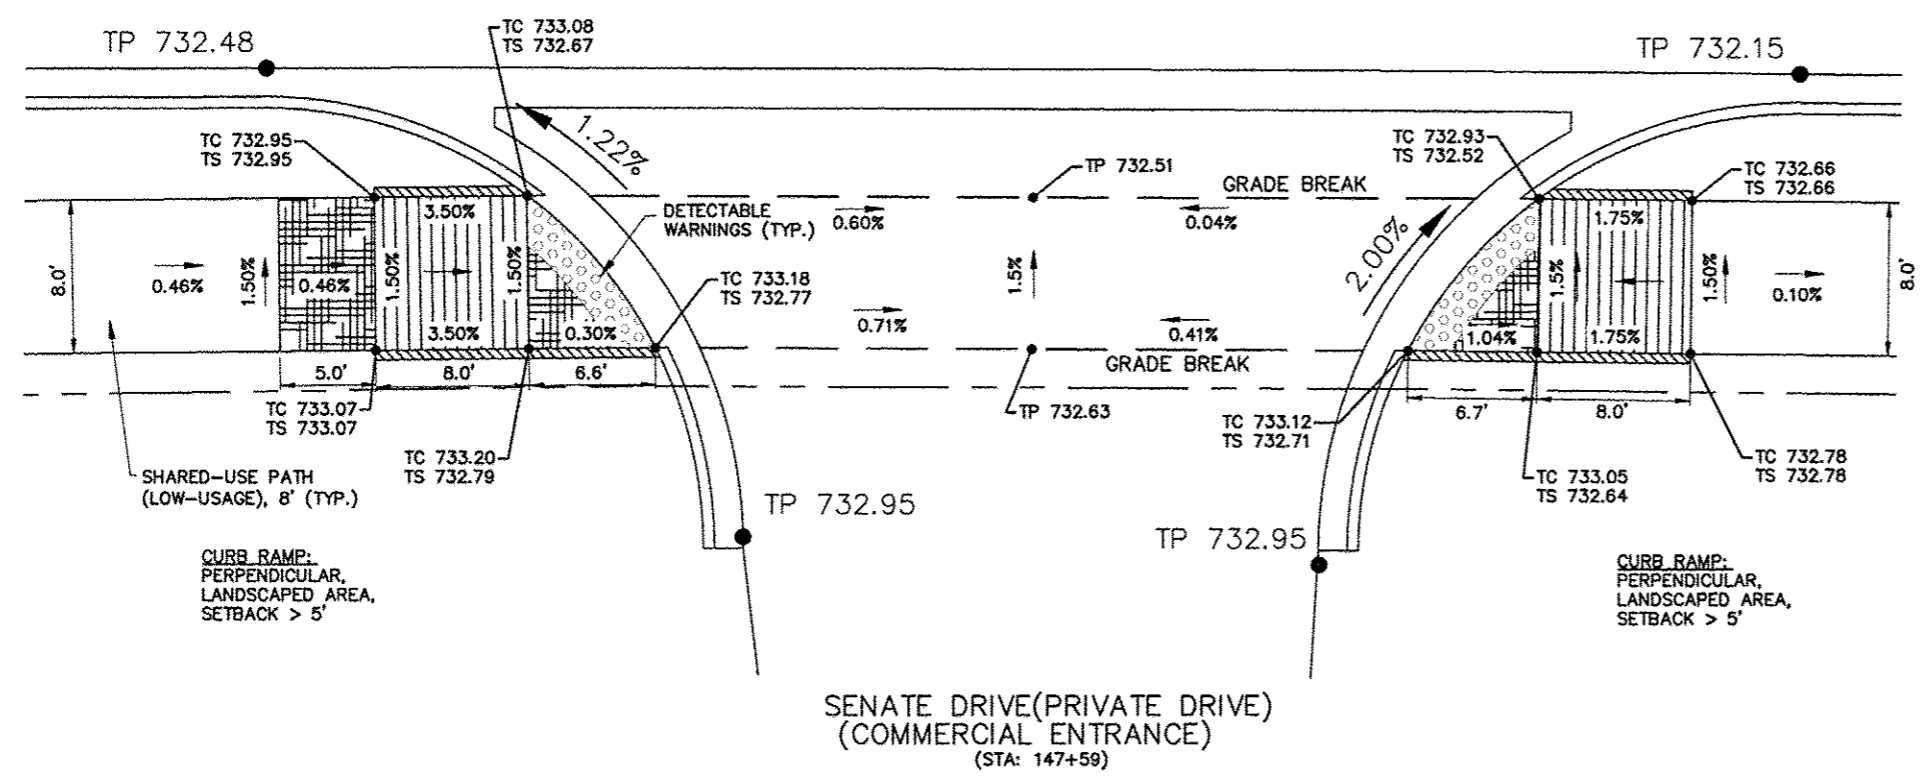 TC 733.08
TS 732.67
TP 732.48
TP 732.15
1.22%
TC 732.95
TS 732.95
TC 732.93
TS 732.52
TP 732.51
TC 732.66
TS 732.66
GRADE BREAK
3.50%
DETECTABLE
WARNINGS (TYP.)
0.60%
0.04%
1.75%
8.0'
0.46%
1.50%
0.46%
1.50%
1.50%
TC 733.18
TS 732.77
1.5%
2.00%
1.5%
1.50%
0.10%
8.0'
3.50%
0.30%
0.71%
0.41%
1.04%
1.75%
GRADE BREAK
5.0'
8.0'
6.6'
TC 733.07
TS 733.07
TP 732.63
TC 733.12
TS 732.71
6.7'
8.0'
TC 733.20
TS 732.79
TC 732.78
TS 732.78
SHARED-USE PATH
(LOW-USAGE), 8' (TYP.)
TC 733.05
TS 732.64
TP 732.95
TP 732.95
CURB RAMP:
PERPENDICULAR,
LANDSCAPED AREA,
SETBACK > 5'
CURB RAMP:
PERPENDICULAR,
LANDSCAPED AREA,
SETBACK > 5'
SENATE DRIVE(PRIVATE DRIVE)
(COMMERCIAL ENTRANCE)
(STA: 147+59)